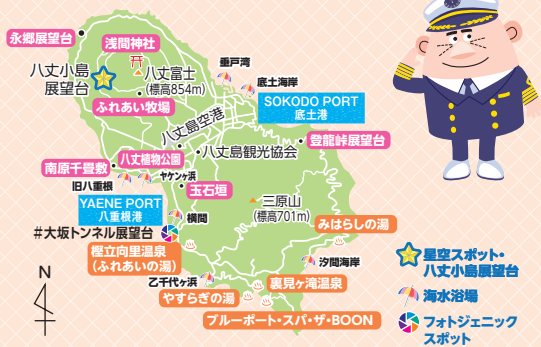 永郷展望台
浅間神社
垂戸湾
八丈小島
展望台
八丈富士
(標高854m)
底土海岸
ふれあい牧場
SOKODO PORT
底土港
八丈島空港
登龍峠展望台
八丈植物公園
八丈島観光協会
南原千畳敷
ヤケンヶ浜
旧八重根
玉石垣
YAENE PORT
八重根港
三原山
(標高701m)
横間
みはらしの湯
#大坂トンネル展望台
樫立向里温泉
(ふれあいの湯)
汐間海岸
乙千代ヶ浜
裏見ヶ滝温泉
やすらぎの湯
ブルーポート・スパ・ザ・BOON
N
星空スポット・
八丈小島展望台
海水浴場
フォトジェニック
スポット